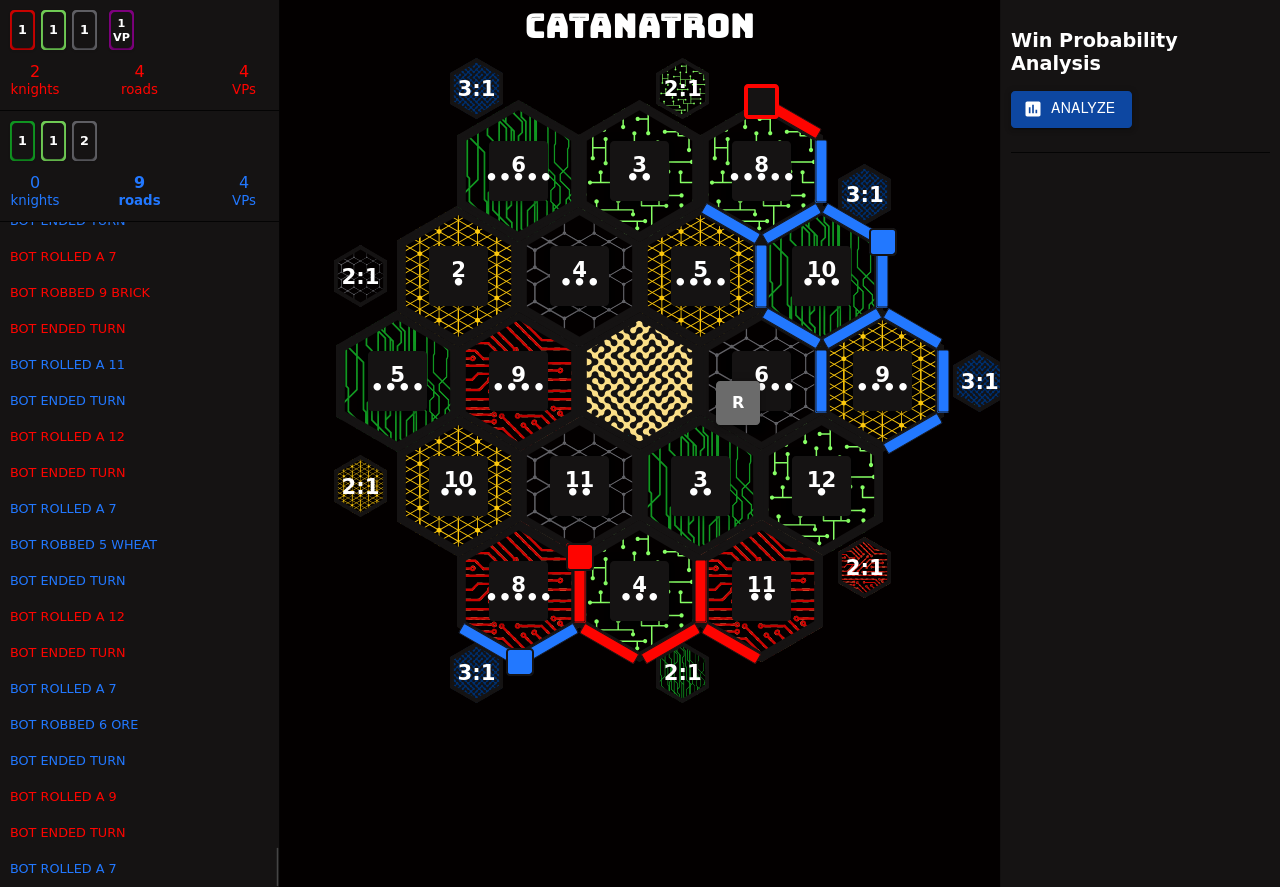 CATANATRON
1 1 1 1 VP
2 4 4
knights roads VPs
1 1 2
0 9 4
knights roads VPs
BOT ENDED TURN
BOT ROLLED A 7
BOT ROBBED 9 BRICK
BOT ENDED TURN
BOT ROLLED A 11
BOT ENDED TURN
BOT ROLLED A 12
BOT ENDED TURN
BOT ROLLED A 7
BOT ROBBED 5 WHEAT
BOT ENDED TURN
BOT ROLLED A 12
BOT ENDED TURN
BOT ROLLED A 7
BOT ROBBED 6 ORE
BOT ENDED TURN
BOT ROLLED A 9
BOT ENDED TURN
BOT ROLLED A 7
3:1 2:1
6 3 8
3:1
2:1 2 4 5 10
5 9 6 9 3:1
R
2:1 10 11 3 12
8 4 11 2:1
3:1 2:1
Win Probability
Analysis
ANALYZE